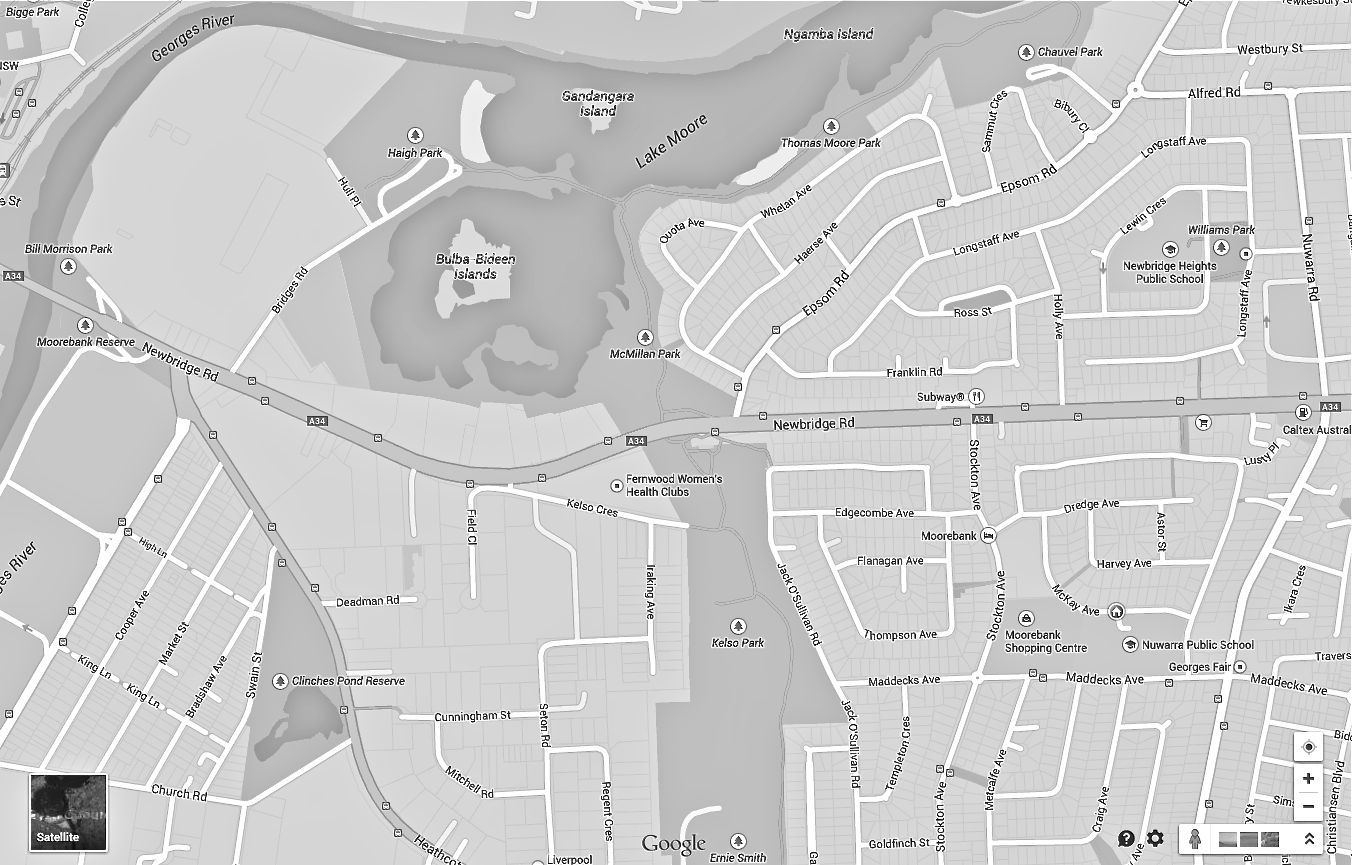 Bigge Park
Georges River
Ngamba Island
Chauvel Park
Westbury St
Alfred Rd
NSW
Gandangara
Island
Lake Moore
Sammut Cres
Bibury Cl
Haigh Park
Thomas Moore Park
Longstaff Ave
Hull Pl
Epsom Rd
Whelan Ave
Lewin Cres
Quota Ave
Haerse Ave
Longstaff Ave
Williams Park
Bill Morrison Park
Bulba-Bideen
Islands
Newbridge Heights
Public School
Nuwarra Rd
A34
Bridges Rd
Epsom Rd
Ross St
Holly Ave
Longstaff Ave
Moorebank Reserve
Newbridge Rd
McMillan Park
Franklin Rd
Subway®
A34
A34
Newbridge Rd
A34
A34
Caltex Austral
Lusty Pl
Stockton Ave
Fernwood Women's
Health Clubs
Kelso Cres
Field Cl
Edgecombe Ave
Dredge Ave
Astor St
Moorebank
High Ln
Flanagan Ave
Harvey Ave
Iraking Ave
Jack O'Sullivan Rd
Stockton Ave
McKay Ave
Ikara Cres
Deadman Rd
Cooper Ave
Market St
Kelso Park
Thompson Ave
Moorebank
Shopping Centre
Nuwarra Public School
Georges Fair
Travers
King Ln
King Ln
Bradshaw Ave
Swain St
Clinches Pond Reserve
Maddecks Ave
Maddecks Ave
Maddecks Ave
Cunningham St
Seton Rd
Jack O'Sullivan Rd
Templeton Cres
Metcalfe Ave
Mitchell Rd
Regent Cres
Craig Ave
Stockton Ave
Christiansen Blvd
Church Rd
Satellite
Google
Goldfinch St
Heathcot
Liverpool
Ernie Smith